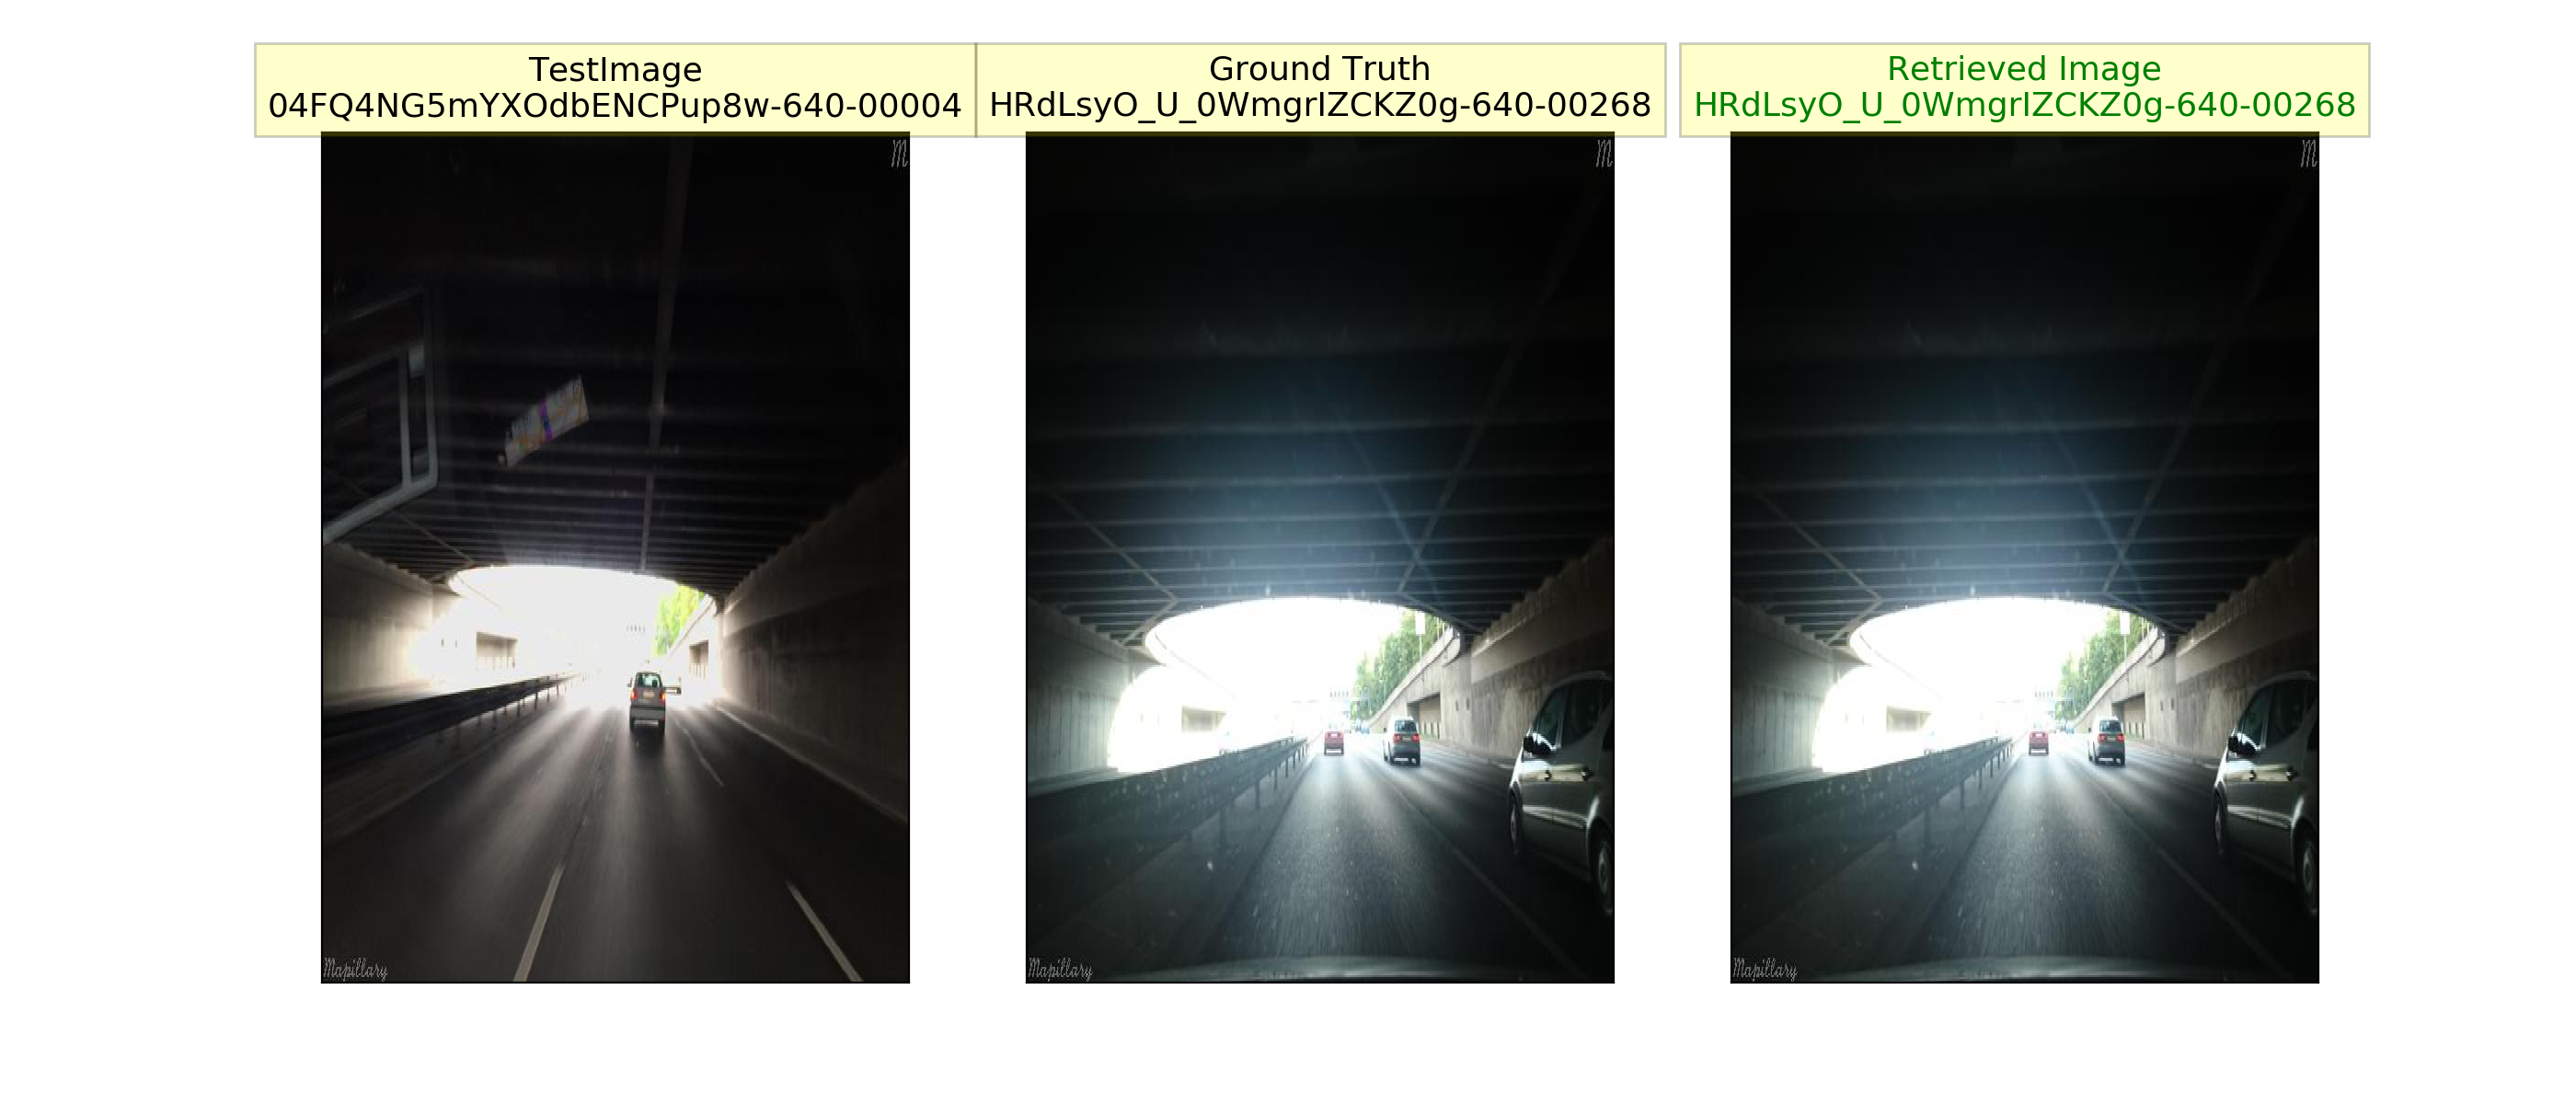 TestImage
04FQ4NG5mYXOdbENCPup8w-640-00004
Ground Truth
HRdLsyO_U_0WmgrIZCKZ0g-640-00268
Retrieved Image
HRdLsyO_U_0WmgrIZCKZ0g-640-00268
M
M
M
Mapillary
Mapillary
Mapillary